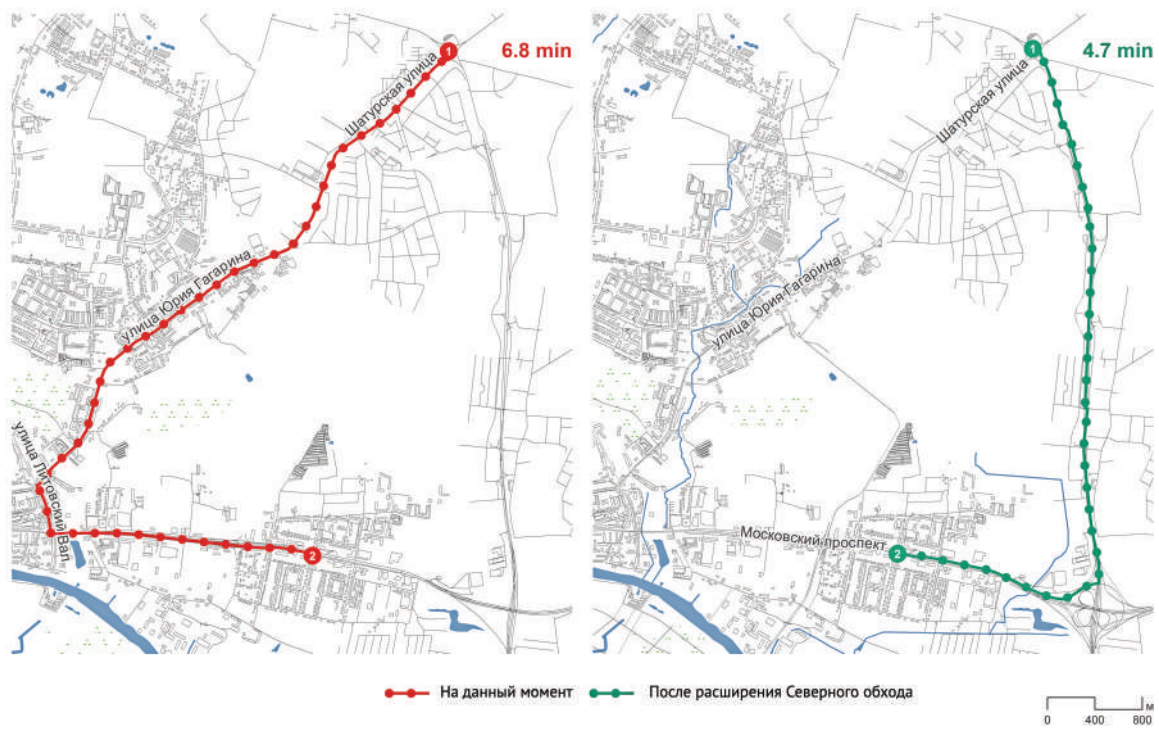 1
6.8 min
Шатурская улица
улица Юрия Гагарина
улица Литовский Вал
2
1
4.7 min
Шатурская улица
улица Юрия Гагарина
Московский проспект
2
На данный момент
После расширения Северного обхода
м
0 400 800